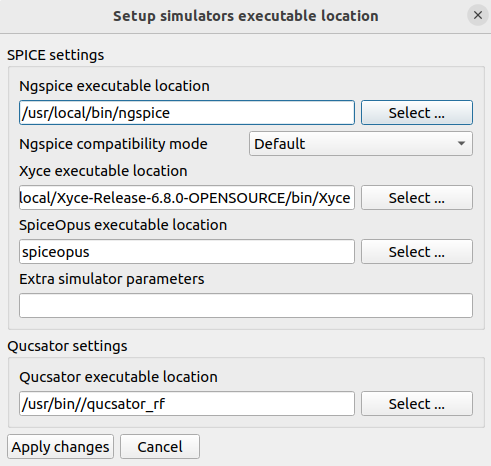 Setup simulators executable location
SPICE settings
Ngspice executable location
/usr/local/bin/ngspice
Select ...
Ngspice compatibility mode
Default
Xyce executable location
local/Xyce-Release-6.8.0-OPENSOURCE/bin/Xyce
Select ...
SpiceOpus executable location
spiceopus
Select ...
Extra simulator parameters
Qucsator settings
Qucsator executable location
/usr/bin//qucsator_rf
Select ...
Apply changes
Cancel